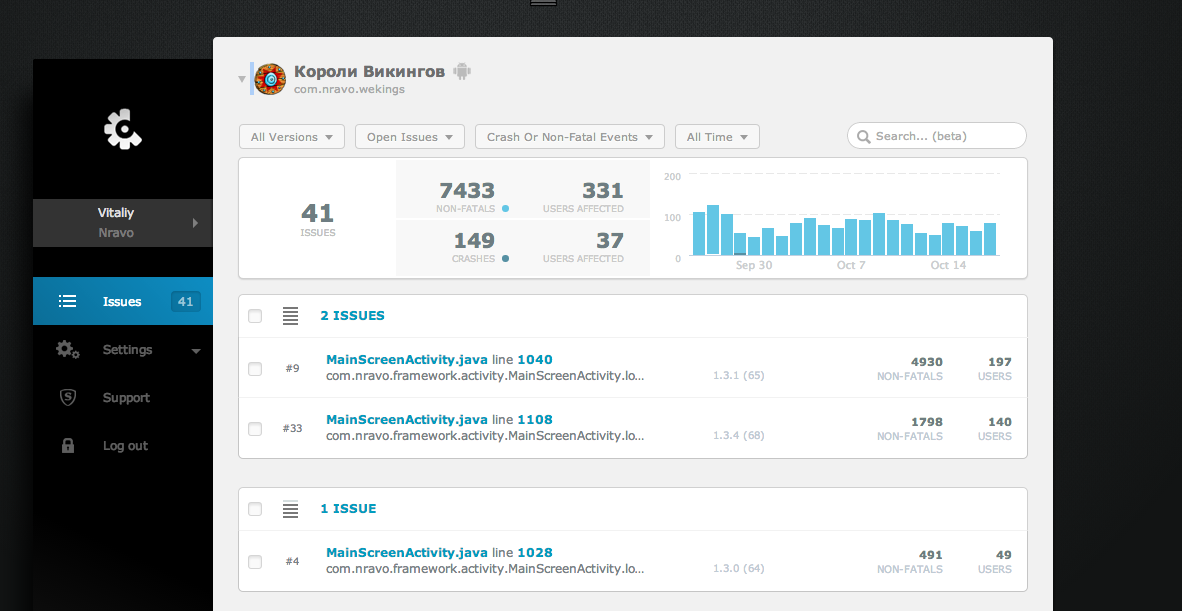 Короли Викингов
com.nravo.wekings
All Versions
Open Issues
Crash Or Non-Fatal Events
All Time
Search... (beta)
Vitaliy
Nravo
Issues 41
Settings
Support
Log out
41
ISSUES
7433
NON-FATALS
331
USERS AFFECTED
149
CRASHES
37
USERS AFFECTED
200
100
0
Sep 30 Oct 7 Oct 14
2 ISSUES
#9
MainScreenActivity.java line 1040
com.nravo.framework.activity.MainScreenActivity.lo...
1.3.1 (65)
4930
NON-FATALS
197
USERS
#33
MainScreenActivity.java line 1108
com.nravo.framework.activity.MainScreenActivity.lo...
1.3.4 (68)
1798
NON-FATALS
140
USERS
1 ISSUE
#4
MainScreenActivity.java line 1028
com.nravo.framework.activity.MainScreenActivity.lo...
1.3.0 (64)
491
NON-FATALS
49
USERS